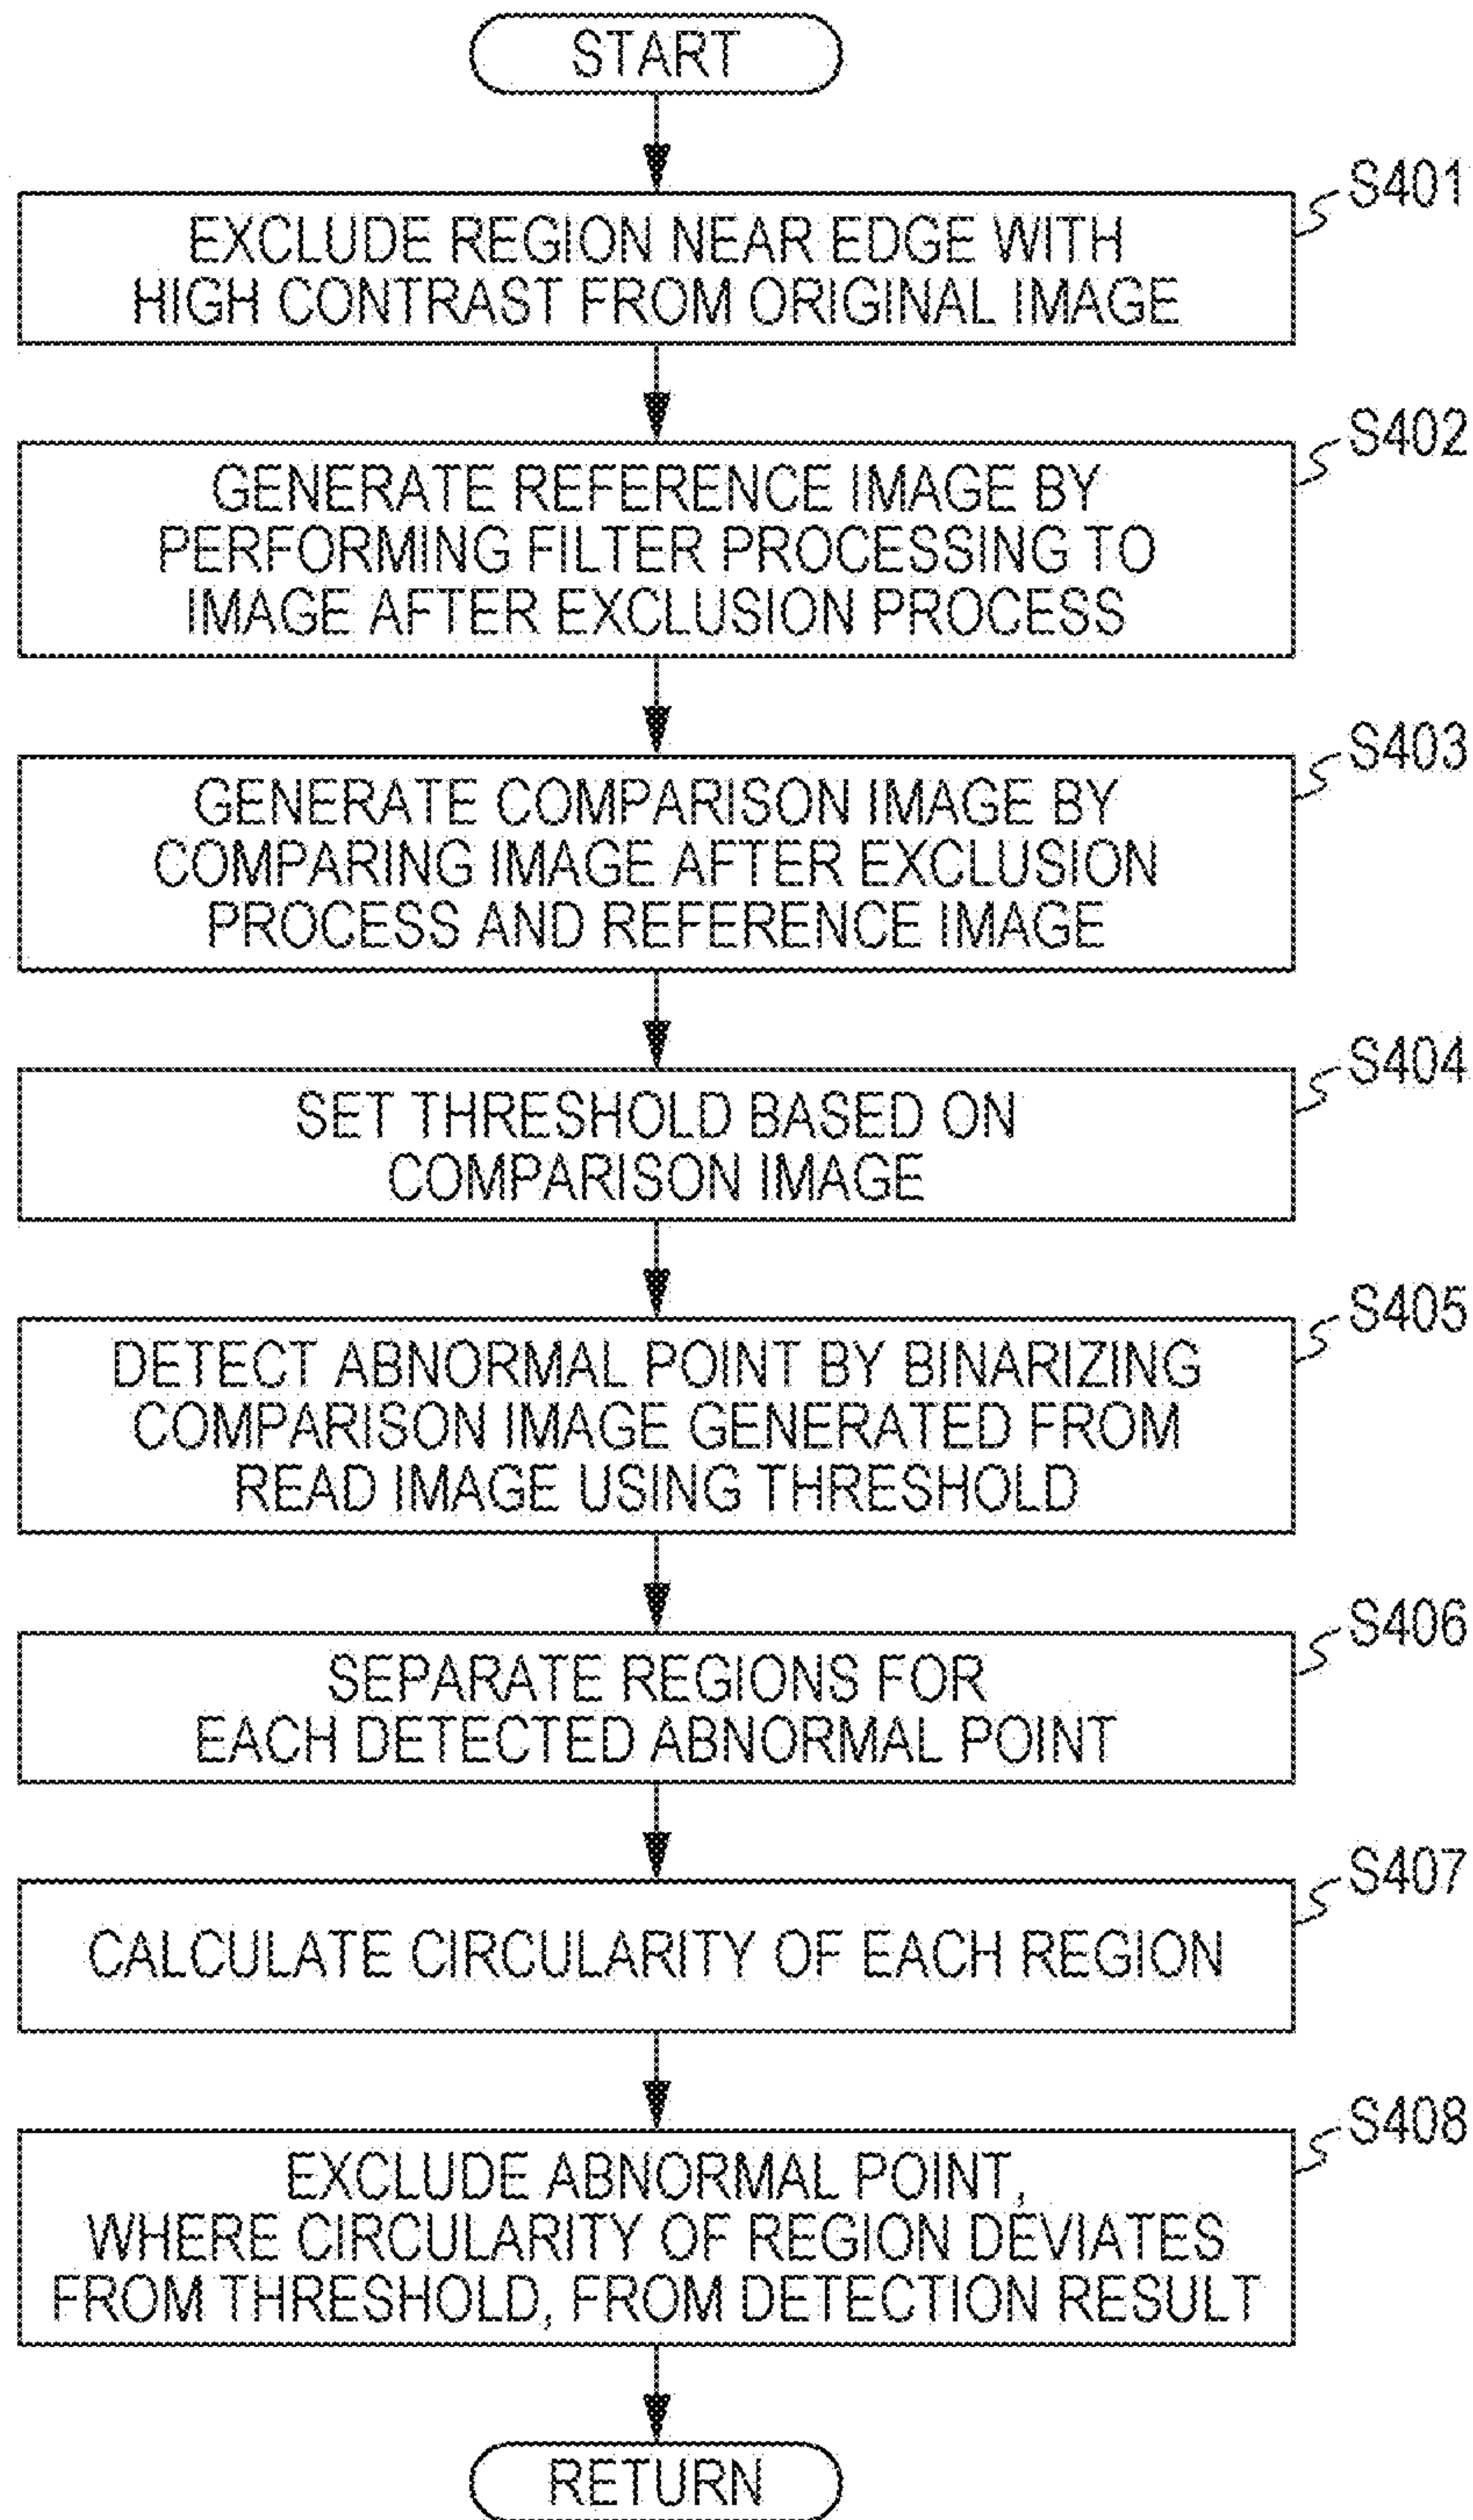 START
S401
EXCLUDE REGION NEAR EDGE WITH
HIGH CONTRAST FROM ORIGINAL IMAGE
S402
GENERATE REFERENCE IMAGE BY
PERFORMING FILTER PROCESSING TO
IMAGE AFTER EXCLUSION PROCESS
S403
GENERATE COMPARISON IMAGE BY
COMPARING IMAGE AFTER EXCLUSION
PROCESS AND REFERENCE IMAGE
S404
SET THRESHOLD BASED ON
COMPARISON IMAGE
S405
DETECT ABNORMAL POINT BY BINARIZING
COMPARISON IMAGE GENERATED FROM
READ IMAGE USING THRESHOLD
S406
SEPARATE REGIONS FOR
EACH DETECTED ABNORMAL POINT
S407
CALCULATE CIRCULARITY OF EACH REGION
S408
EXCLUDE ABNORMAL POINT,
WHERE CIRCULARITY OF REGION DEVIATES
FROM THRESHOLD, FROM DETECTION RESULT
RETURN